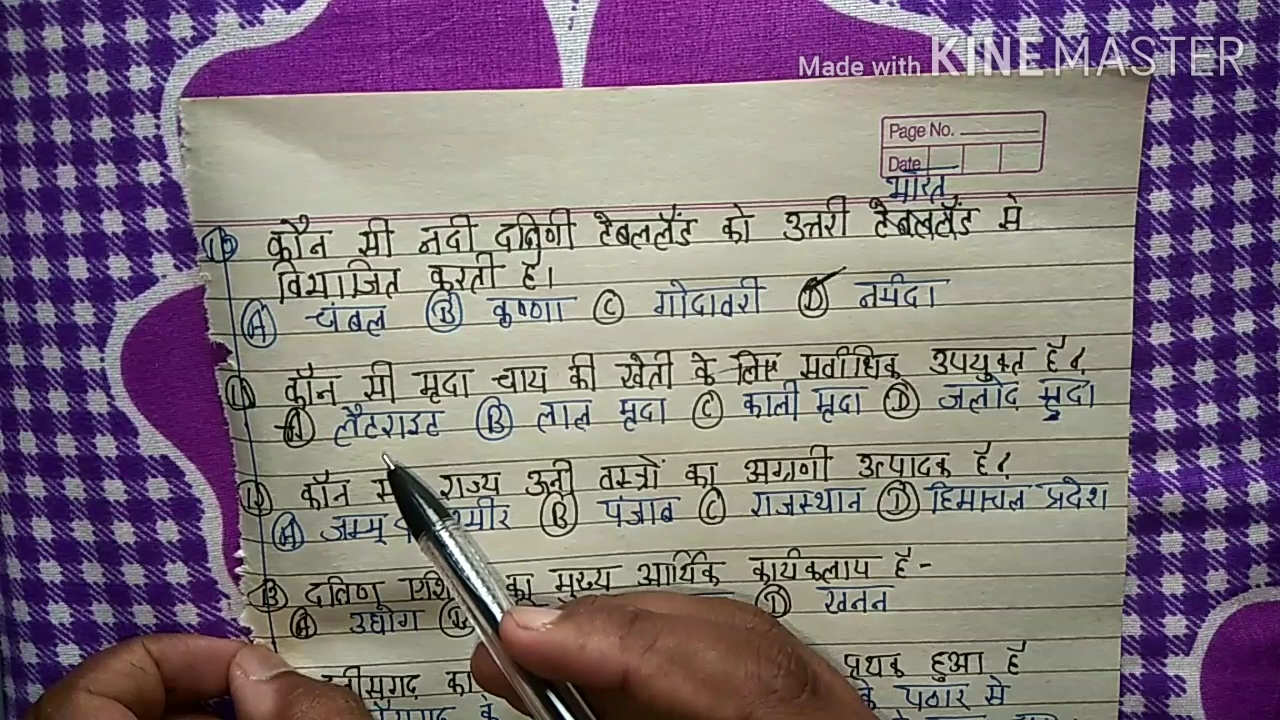 Made with KINEMASTER
Page No.
Date
भारत
⑩ कौन सी नदी दक्षिणी टेबललैंड को उत्तरी टेबललैंड से
विभाजित करती है।
Ⓐ चंबल Ⓑ कृष्णा Ⓒ गोदावरी Ⓓ नर्मदा
⑪ कौन सी मृदा चाय की खेती के लिए सर्वाधिक उपयुक्त है?
Ⓐ लैटराइट Ⓑ लाल मृदा Ⓒ काली मृदा Ⓓ जलोढ मृदा
⑫ कौन राज्य ऊनी वस्त्रों का अग्रणी उत्पादक है?
Ⓐ जम्मू Ⓑ पंजाब Ⓒ राजस्थान Ⓓ हिमाचल प्रदेश
⑬ दक्षिण का मुख्य आर्थिक कार्यकलाप है-
Ⓐ उद्योग Ⓓ खनन
का पृथक हुआ है
के पठार से